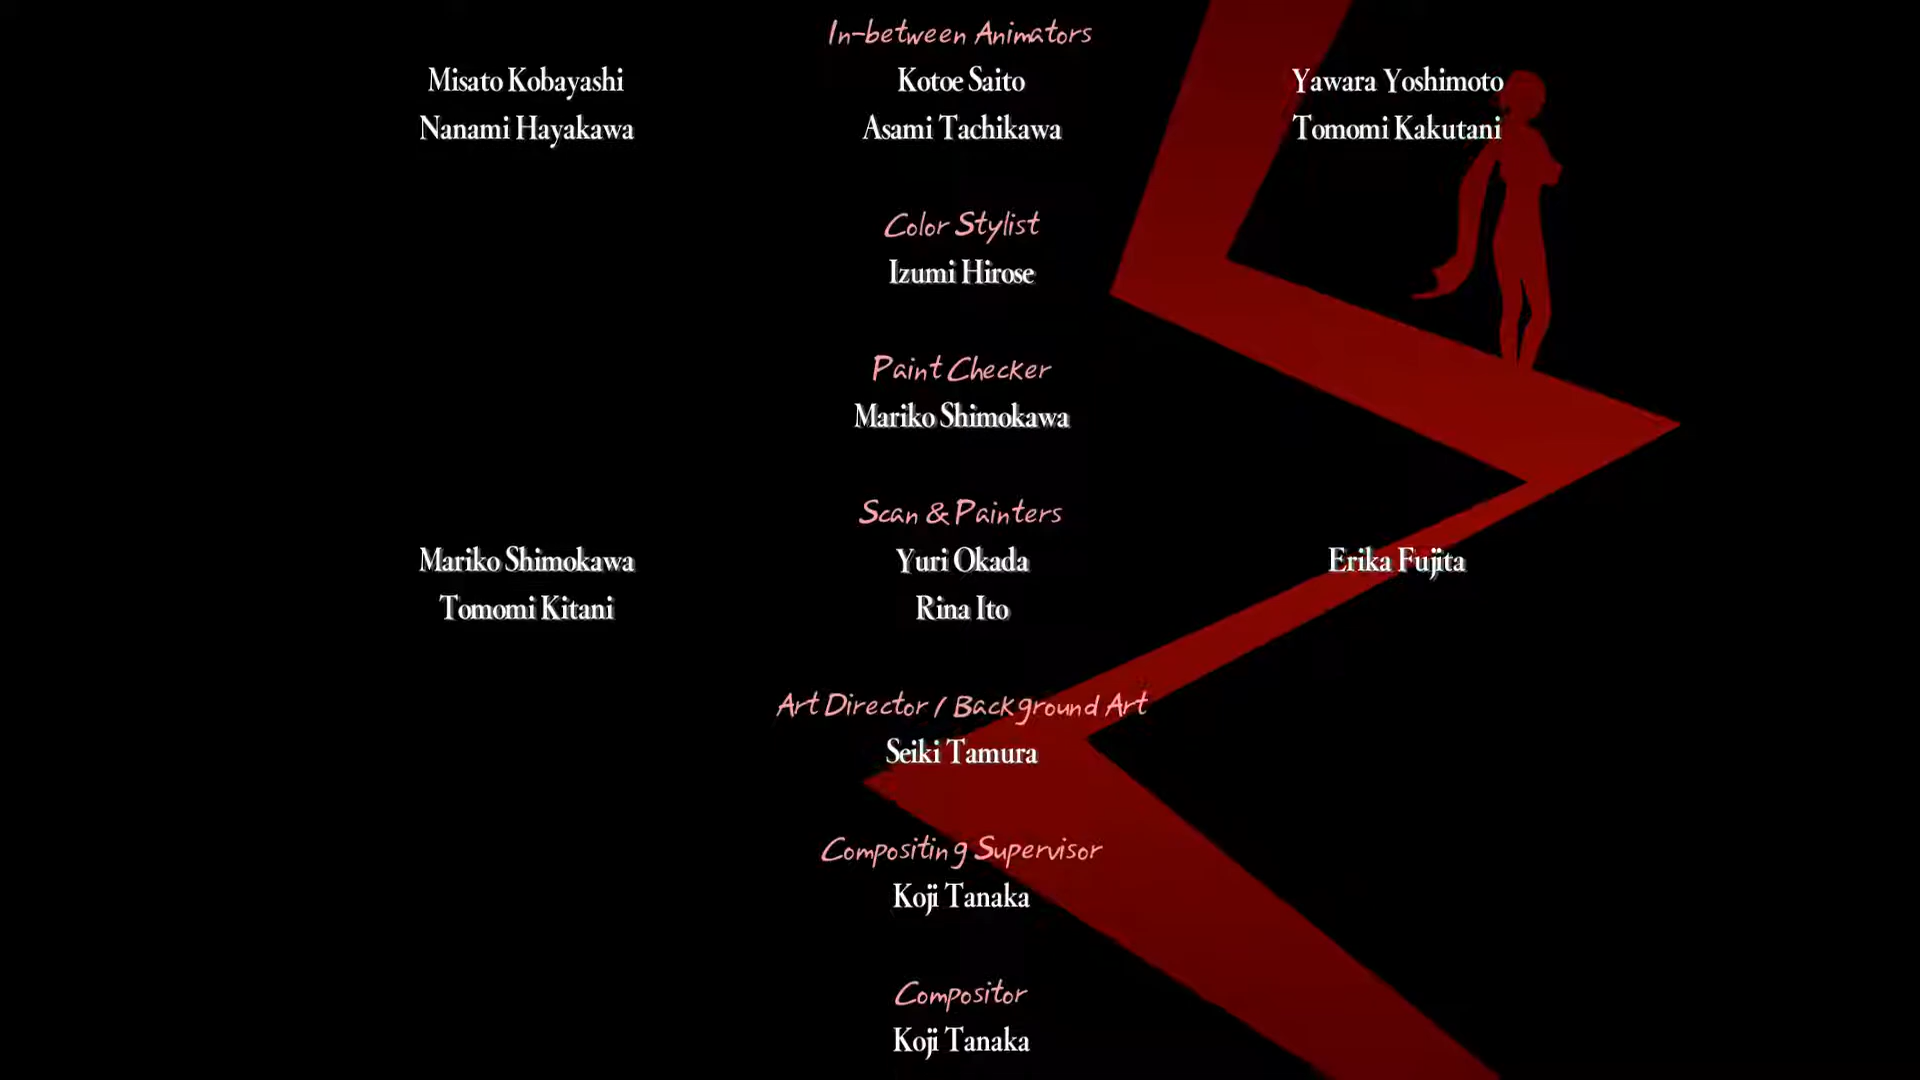 In-between Animators
Misato Kobayashi Kotoe Saito Yawara Yoshimoto
Nanami Hayakawa Asami Tachikawa Tomomi Kakutani
Color Stylist
Izumi Hirose
Paint Checker
Mariko Shimokawa
Scan & Painters
Mariko Shimokawa Yuri Okada Erika Fujita
Tomomi Kitani Rina Ito
Art Director / Background Art
Seiki Tamura
Compositing Supervisor
Koji Tanaka
Compositor
Koji Tanaka